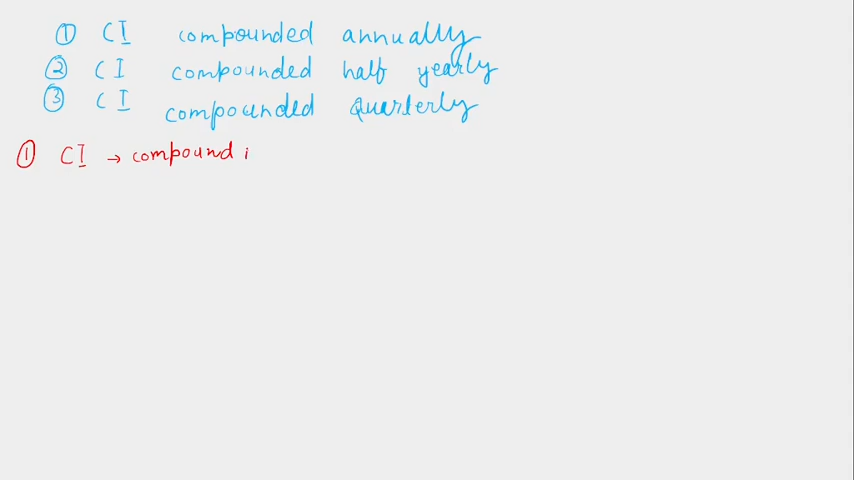 ① CI compounded annually
② CI compounded half yearly
③ CI compounded Quarterly
① CI → compound i